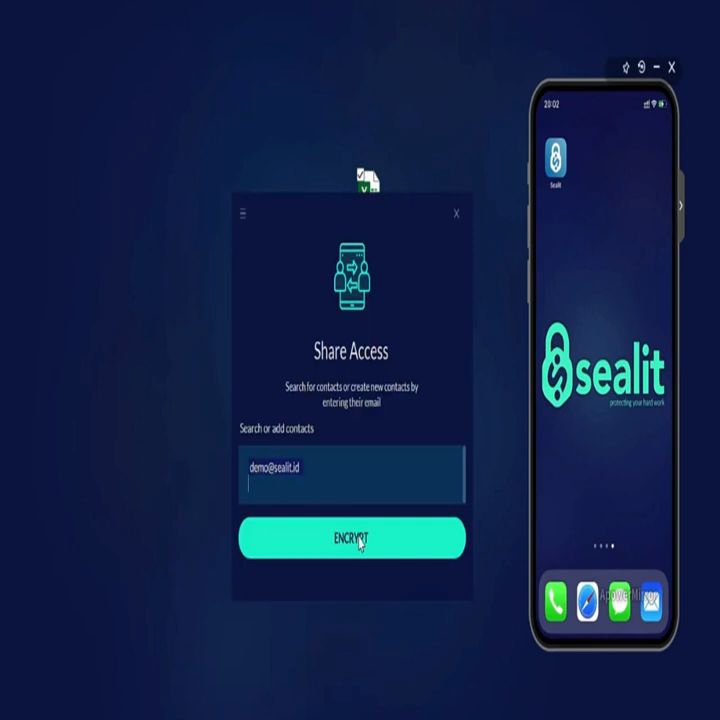 20:02
Sealit
X
Share Access
Search for contacts or create new contacts by
entering their email
Search or add contacts
demo@sealit.id
ENCRYPT
sealit
protecting your hard work
ApowerMirror